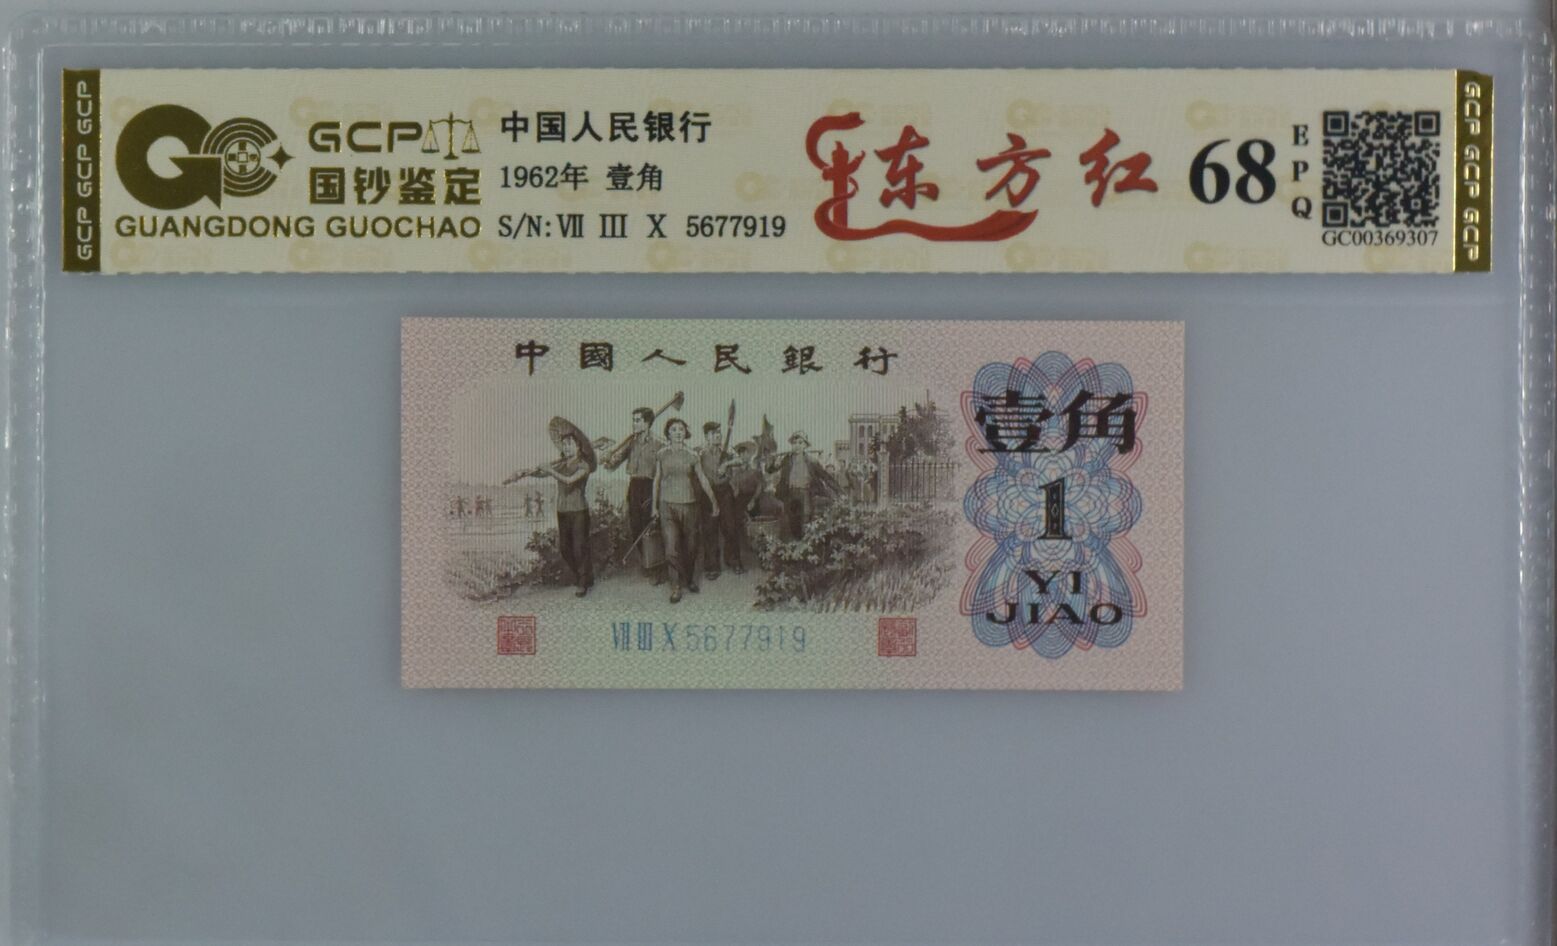 GCP GCP GCP
GCP
国钞鉴定
GUANGDONG GUOCHAO
中国人民银行
1962年 壹角
S/N: Ⅶ Ⅲ X 5677919
东方红
68
EPQ
GC00369307
GCP GCP GCP
中國人民銀行
壹角
1
YI
JIAO
Ⅶ Ⅲ X 5677919